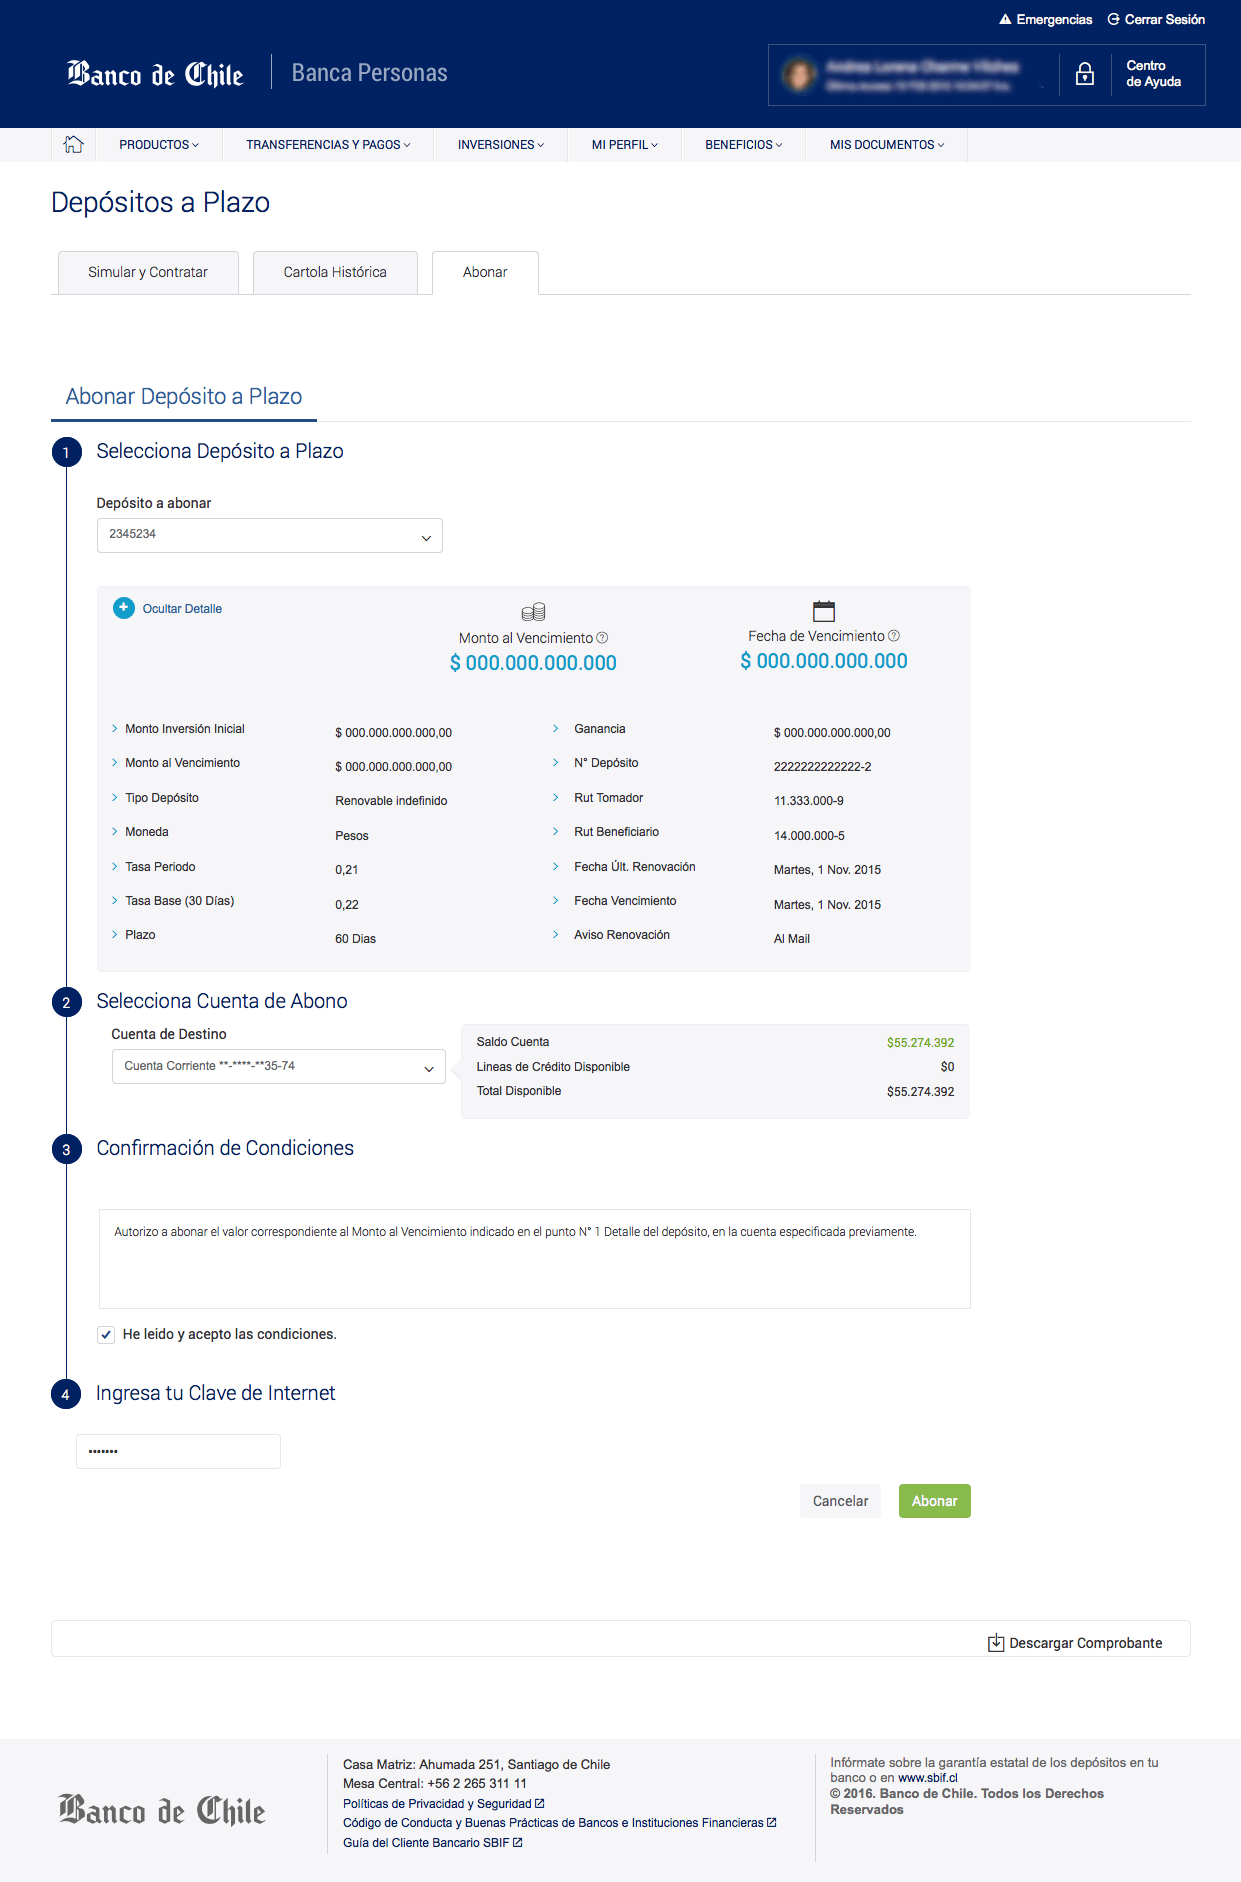 Emergencias Cerrar Sesión
Banco de Chile Banca Personas
Centro
de Ayuda
PRODUCTOS TRANSFERENCIAS Y PAGOS INVERSIONES MI PERFIL BENEFICIOS MIS DOCUMENTOS
Depósitos a Plazo
Simular y Contratar Cartola Histórica Abonar
Abonar Depósito a Plazo
1 Selecciona Depósito a Plazo
Depósito a abonar
2345234
Ocultar Detalle
Monto al Vencimiento ? Fecha de Vencimiento ?
$ 000.000.000.000 $ 000.000.000.000
Monto Inversión Inicial $ 000.000.000.000,00 Ganancia $ 000.000.000.000,00
Monto al Vencimiento $ 000.000.000.000,00 N° Depósito 2222222222222-2
Tipo Depósito Renovable indefinido Rut Tomador 11.333.000-9
Moneda Pesos Rut Beneficiario 14.000.000-5
Tasa Periodo 0,21 Fecha Últ. Renovación Martes, 1 Nov. 2015
Tasa Base (30 Días) 0,22 Fecha Vencimiento Martes, 1 Nov. 2015
Plazo 60 Dias Aviso Renovación Al Mail
2 Selecciona Cuenta de Abono
Cuenta de Destino
Cuenta Corriente **-****-**35-74
Saldo Cuenta $55.274.392
Lineas de Crédito Disponible $0
Total Disponible $55.274.392
3 Confirmación de Condiciones
Autorizo a abonar el valor correspondiente al Monto al Vencimiento indicado en el punto N° 1 Detalle del depósito, en la cuenta especificada previamente.
He leido y acepto las condiciones.
4 Ingresa tu Clave de Internet
•••••••
Cancelar Abonar
Descargar Comprobante
Banco de Chile
Casa Matriz: Ahumada 251, Santiago de Chile
Mesa Central: +56 2 265 311 11
Políticas de Privacidad y Seguridad
Código de Conducta y Buenas Prácticas de Bancos e Instituciones Financieras
Guía del Cliente Bancario SBIF
Infórmate sobre la garantía estatal de los depósitos en tu
banco o en www.sbif.cl
© 2016. Banco de Chile. Todos los Derechos
Reservados